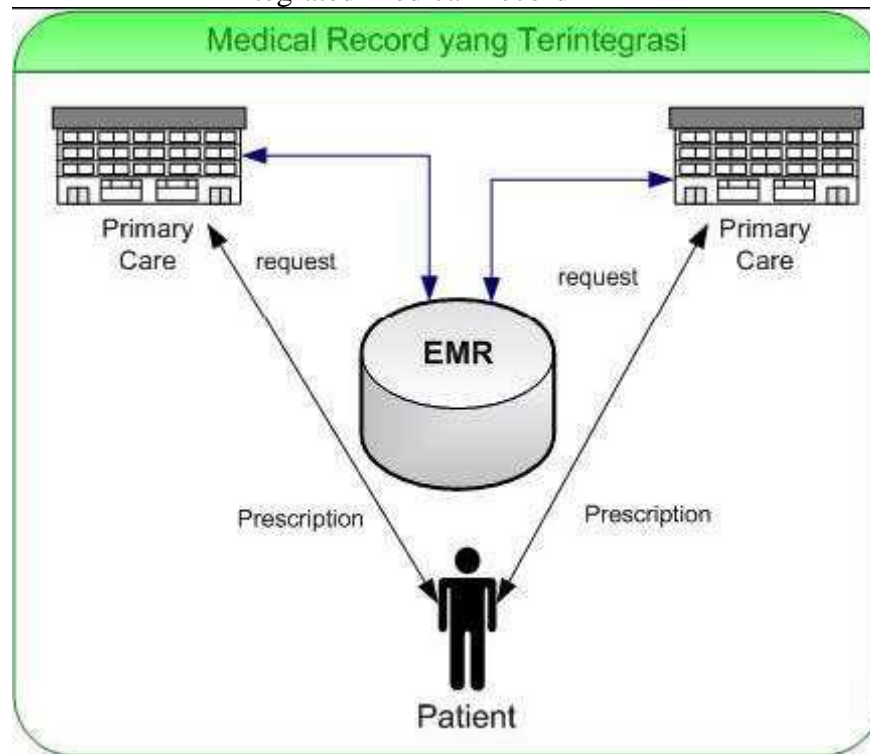 Medical Record yang Terintegrasi
Primary
Care
request
Primary
Care
request
EMR
Prescription
Prescription
Patient